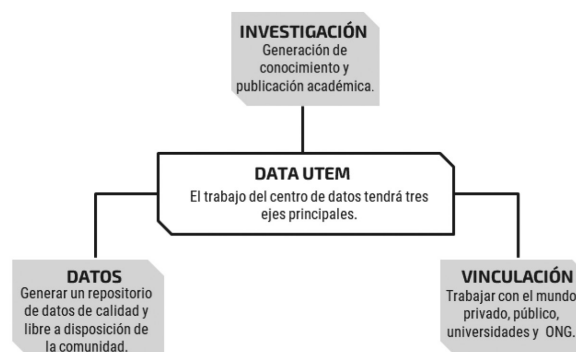 INVESTIGACIÓN
Generación de
conocimiento y
publicación académica.
DATA UTEM
El trabajo del centro de datos tendrá tres
ejes principales.
DATOS
Generar un repositorio
de datos de calidad y
libre a disposición de
la comunidad.
VINCULACIÓN
Trabajar con el mundo
privado, público,
universidades y ONG.